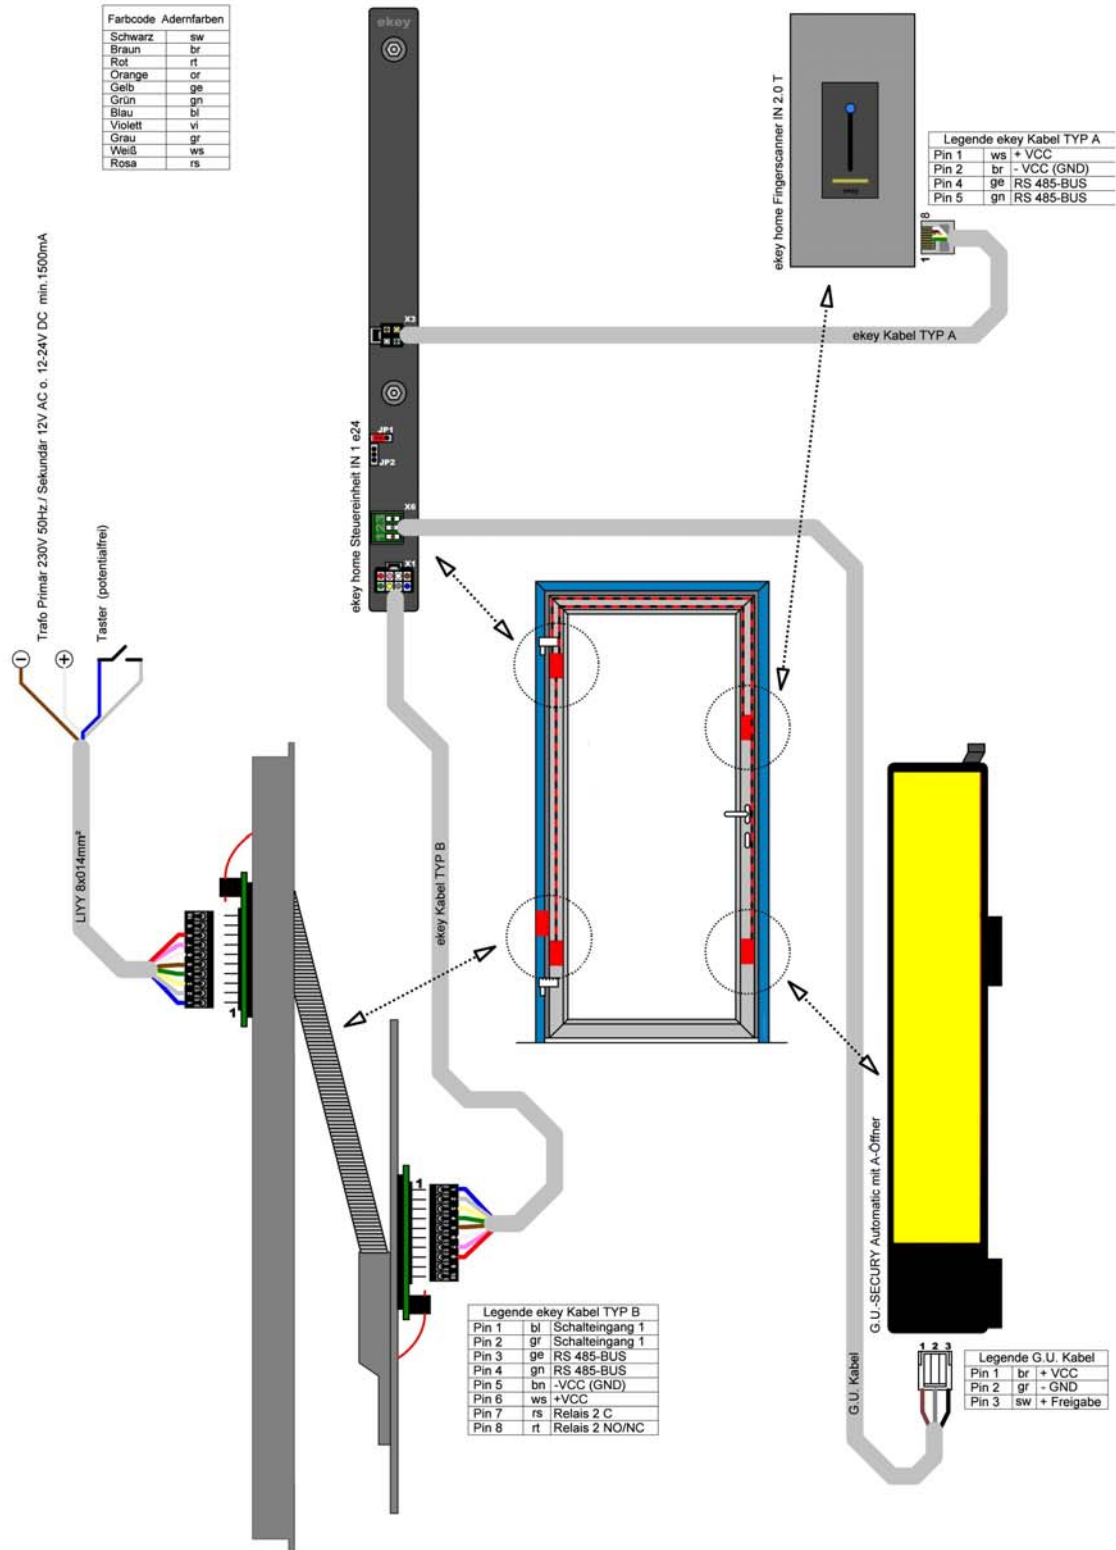 Farbcode Adernfarben
Schwarz sw
Braun br
Rot rt
Orange or
Gelb ge
Grün gn
Blau bl
Violett vi
Grau gr
Weiß ws
Rosa rs
ekey
X3
JP1
JP2
X6
X1
ekey home Steuereinheit IN 1 e24
ekey home Fingerscanner IN 2.0 T
ekey
Legende ekey Kabel TYP A
Pin 1 ws + VCC
Pin 2 br - VCC (GND)
Pin 4 ge RS 485-BUS
Pin 5 gn RS 485-BUS
8
1
ekey Kabel TYP A
Trafo Primär 230V 50Hz./ Sekundär 12V AC o. 12-24V DC min.1500mA
Taster (potentialfrei)
LIYY 8x014mm²
1
ekey Kabel TYP B
1
Legende ekey Kabel TYP B
Pin 1 bl Schalteingang 1
Pin 2 gr Schalteingang 1
Pin 3 ge RS 485-BUS
Pin 4 gn RS 485-BUS
Pin 5 bn -VCC (GND)
Pin 6 ws +VCC
Pin 7 rs Relais 2 C
Pin 8 rt Relais 2 NO/NC
G.U.-SECURY Automatic mit A-Öffner
G.U. Kabel
1 2 3
Legende G.U. Kabel
Pin 1 br + VCC
Pin 2 gr - GND
Pin 3 sw + Freigabe